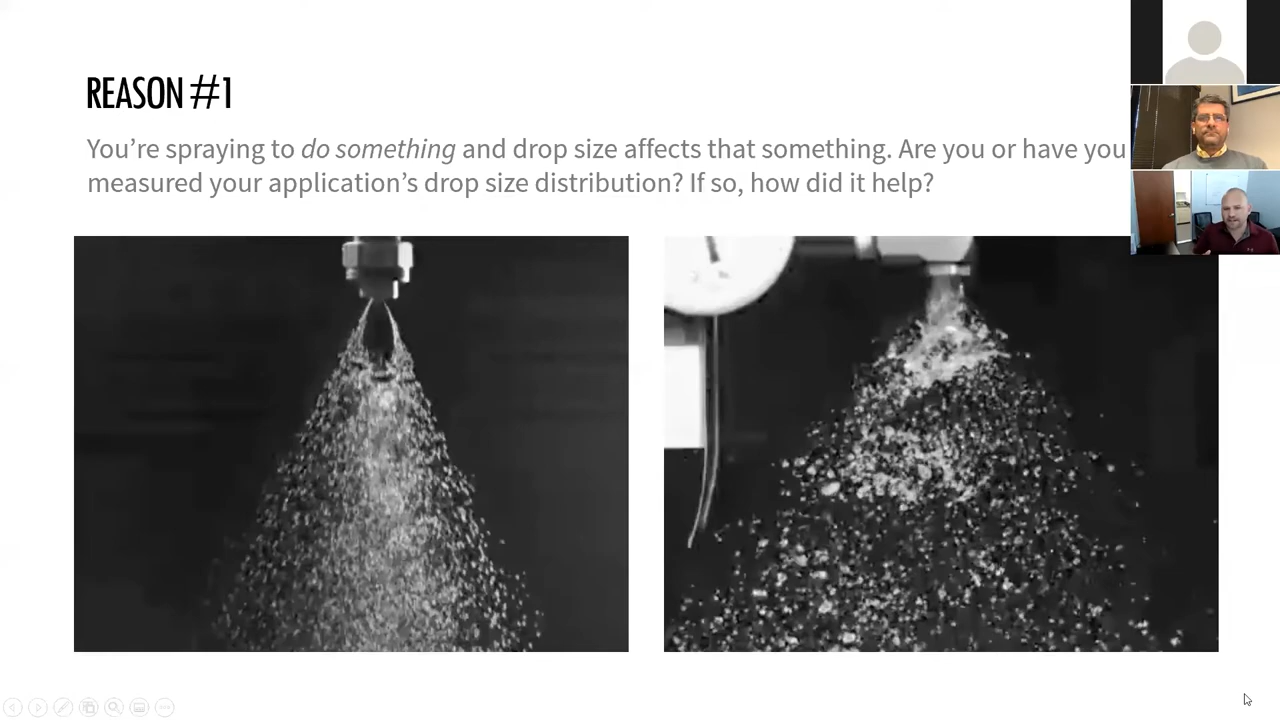 REASON #1
You’re spraying to do something and drop size affects that something. Are you or have you
measured your application’s drop size distribution? If so, how did it help?